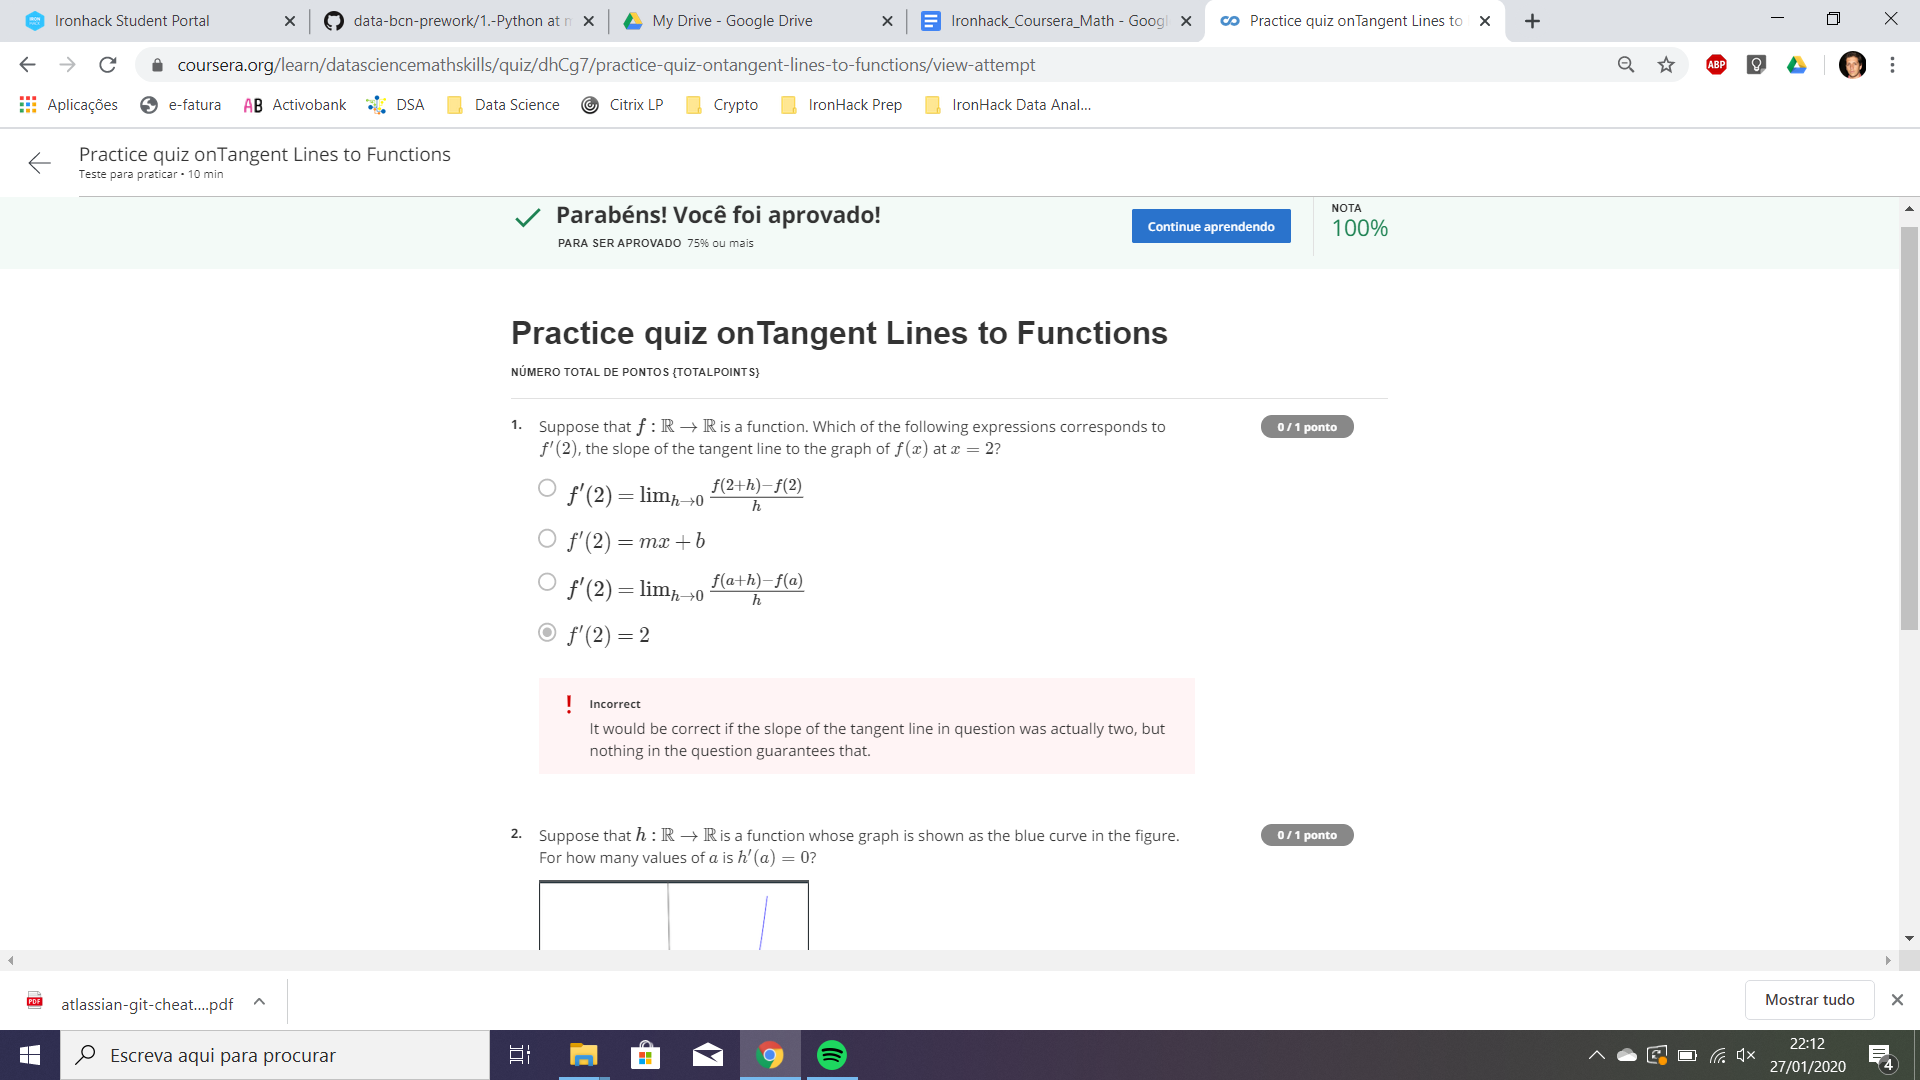 Ironhack Student Portal
data-bcn-prework/1.-Python at m
My Drive - Google Drive
Ironhack_Coursera_Math - Googl
Practice quiz onTangent Lines to
coursera.org/learn/datasciencemathskills/quiz/dhCg7/practice-quiz-ontangent-lines-to-functions/view-attempt
ABP
Aplicações
e-fatura
AB Activobank
DSA
Data Science
Citrix LP
Crypto
IronHack Prep
IronHack Data Anal...
Practice quiz onTangent Lines to Functions
Teste para praticar • 10 min
Parabéns! Você foi aprovado!
PARA SER APROVADO 75% ou mais
Continue aprendendo
NOTA
100%
Practice quiz onTangent Lines to Functions
NÚMERO TOTAL DE PONTOS {TOTALPOINTS}
1. Suppose that f : ℝ → ℝ is a function. Which of the following expressions corresponds to
f′(2), the slope of the tangent line to the graph of f(x) at x = 2?
0 / 1 ponto
f′(2) = lim_{h→0} \frac{f(2+h)−f(2)}{h}
f′(2) = mx + b
f′(2) = lim_{h→0} \frac{f(a+h)−f(a)}{h}
f′(2) = 2
! Incorrect
It would be correct if the slope of the tangent line in question was actually two, but
nothing in the question guarantees that.
2. Suppose that h : ℝ → ℝ is a function whose graph is shown as the blue curve in the figure.
For how many values of a is h′(a) = 0?
0 / 1 ponto
PDF
atlassian-git-cheat....pdf
Mostrar tudo
Escreva aqui para procurar
22:12
27/01/2020
4